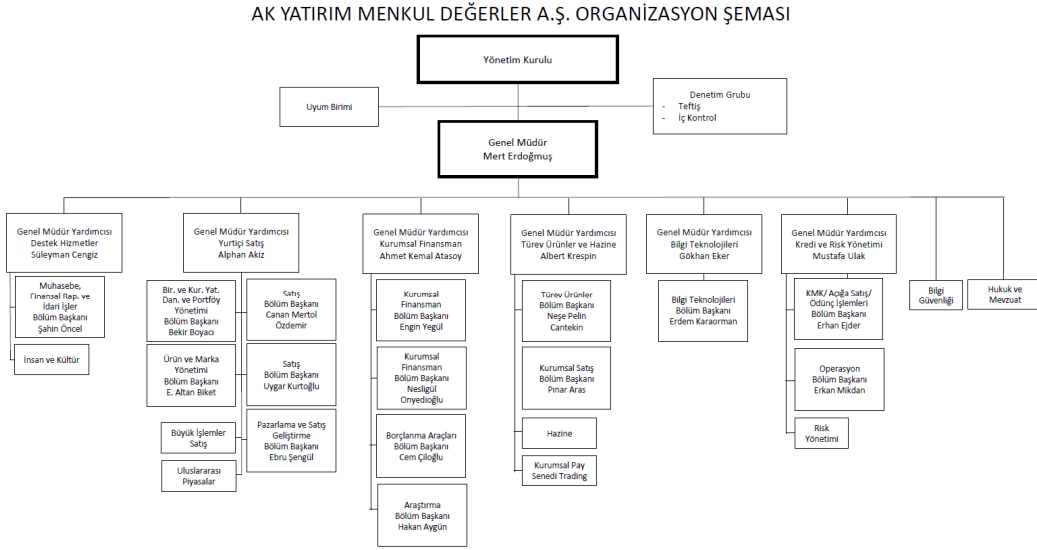 AK YATIRIM MENKUL DEĞERLER A.Ş. ORGANİZASYON ŞEMASI
Yönetim Kurulu
Uyum Birimi
Denetim Grubu
- Teftiş
- İç Kontrol
Genel Müdür
Mert Erdoğmuş
Genel Müdür Yardımcısı
Destek Hizmetler
Süleyman Cengiz
Muhasebe,
Finansal Rap. ve
İdari İşler
Bölüm Başkanı
Şahin Öncel
İnsan ve Kültür
Genel Müdür Yardımcısı
Yurtiçi Satış
Alphan Akiz
Bir. ve Kur. Yat.
Dan. ve Portföy
Yönetimi
Bölüm Başkanı
Bekir Boyacı
Satış
Bölüm Başkanı
Canan Mertol
Özdemir
Ürün ve Marka
Yönetimi
Bölüm Başkanı
E. Altan Biket
Satış
Bölüm Başkanı
Uygar Kurtoğlu
Büyük İşlemler
Satış
Pazarlama ve Satış
Geliştirme
Bölüm Başkanı
Ebru Şengül
Uluslararası
Piyasalar
Genel Müdür Yardımcısı
Kurumsal Finansman
Ahmet Kemal Atasoy
Kurumsal
Finansman
Bölüm Başkanı
Engin Yegül
Kurumsal
Finansman
Bölüm Başkanı
Nesligül
Onyedioğlu
Borçlanma Araçları
Bölüm Başkanı
Cem Çiloğlu
Araştırma
Bölüm Başkanı
Hakan Aygün
Genel Müdür Yardımcısı
Türev Ürünler ve Hazine
Albert Krespin
Türev Ürünler
Bölüm Başkanı
Neşe Pelin
Cantekin
Kurumsal Satış
Bölüm Başkanı
Pınar Aras
Hazine
Kurumsal Pay
Senedi Trading
Genel Müdür Yardımcısı
Bilgi Teknolojileri
Gökhan Eker
Bilgi Teknolojileri
Bölüm Başkanı
Erdem Karaorman
Genel Müdür Yardımcısı
Kredi ve Risk Yönetimi
Mustafa Ulak
KMK/ Açığa Satış/
Ödünç İşlemleri
Bölüm Başkanı
Erhan Ejder
Operasyon
Bölüm Başkanı
Erkan Mikdan
Risk
Yönetimi
Bilgi
Güvenliği
Hukuk ve
Mevzuat